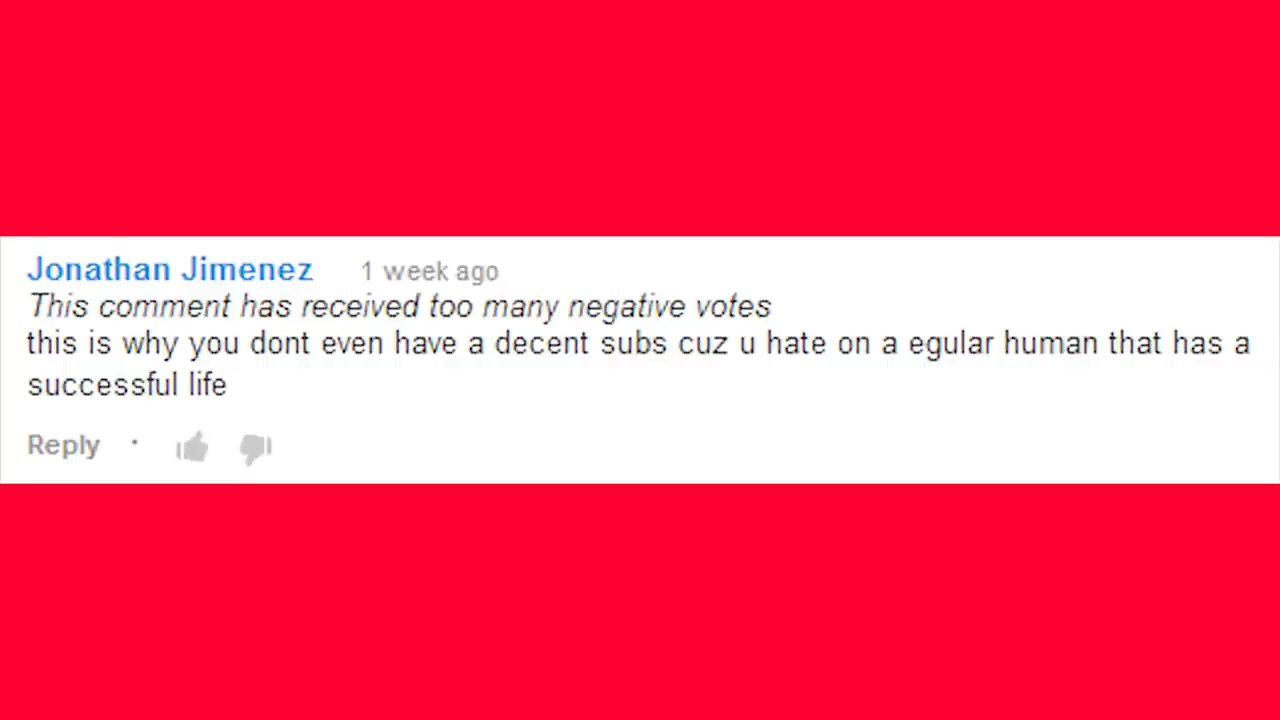 Jonathan Jimenez 1 week ago
This comment has received too many negative votes
this is why you dont even have a decent subs cuz u hate on a egular human that has a
successful life
Reply ·